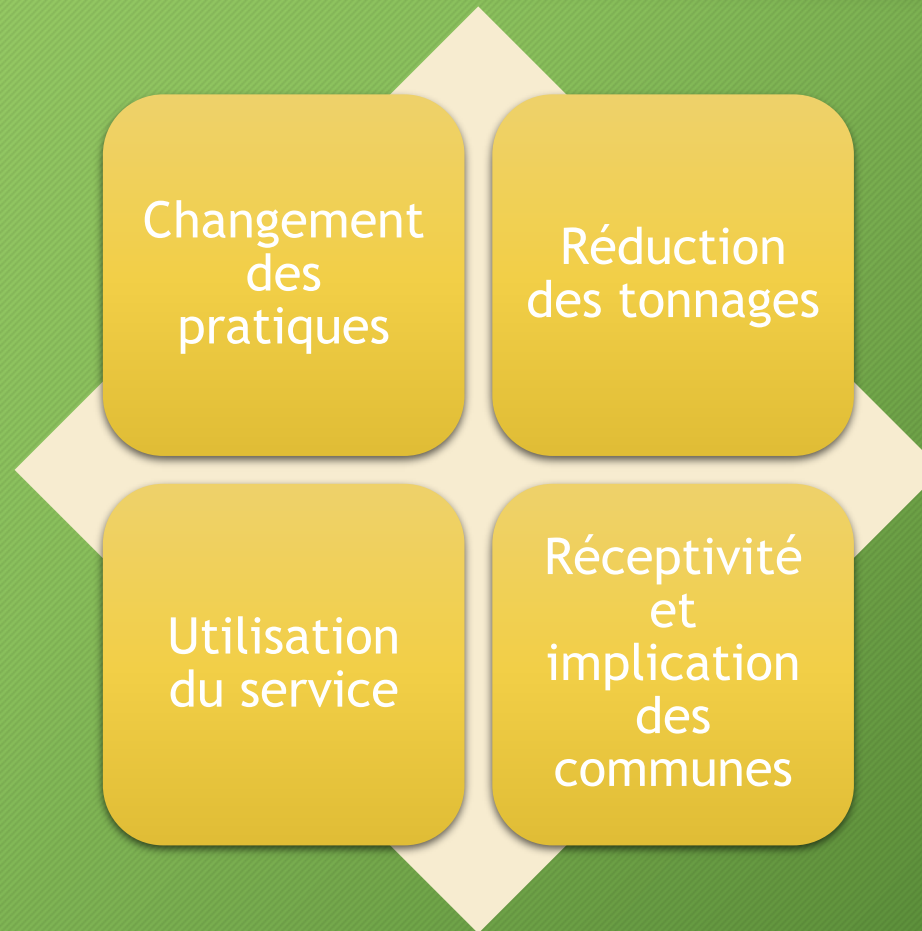 Changement
des
pratiques
Réduction
des tonnages
Utilisation
du service
Réceptivité
et
implication
des
communes